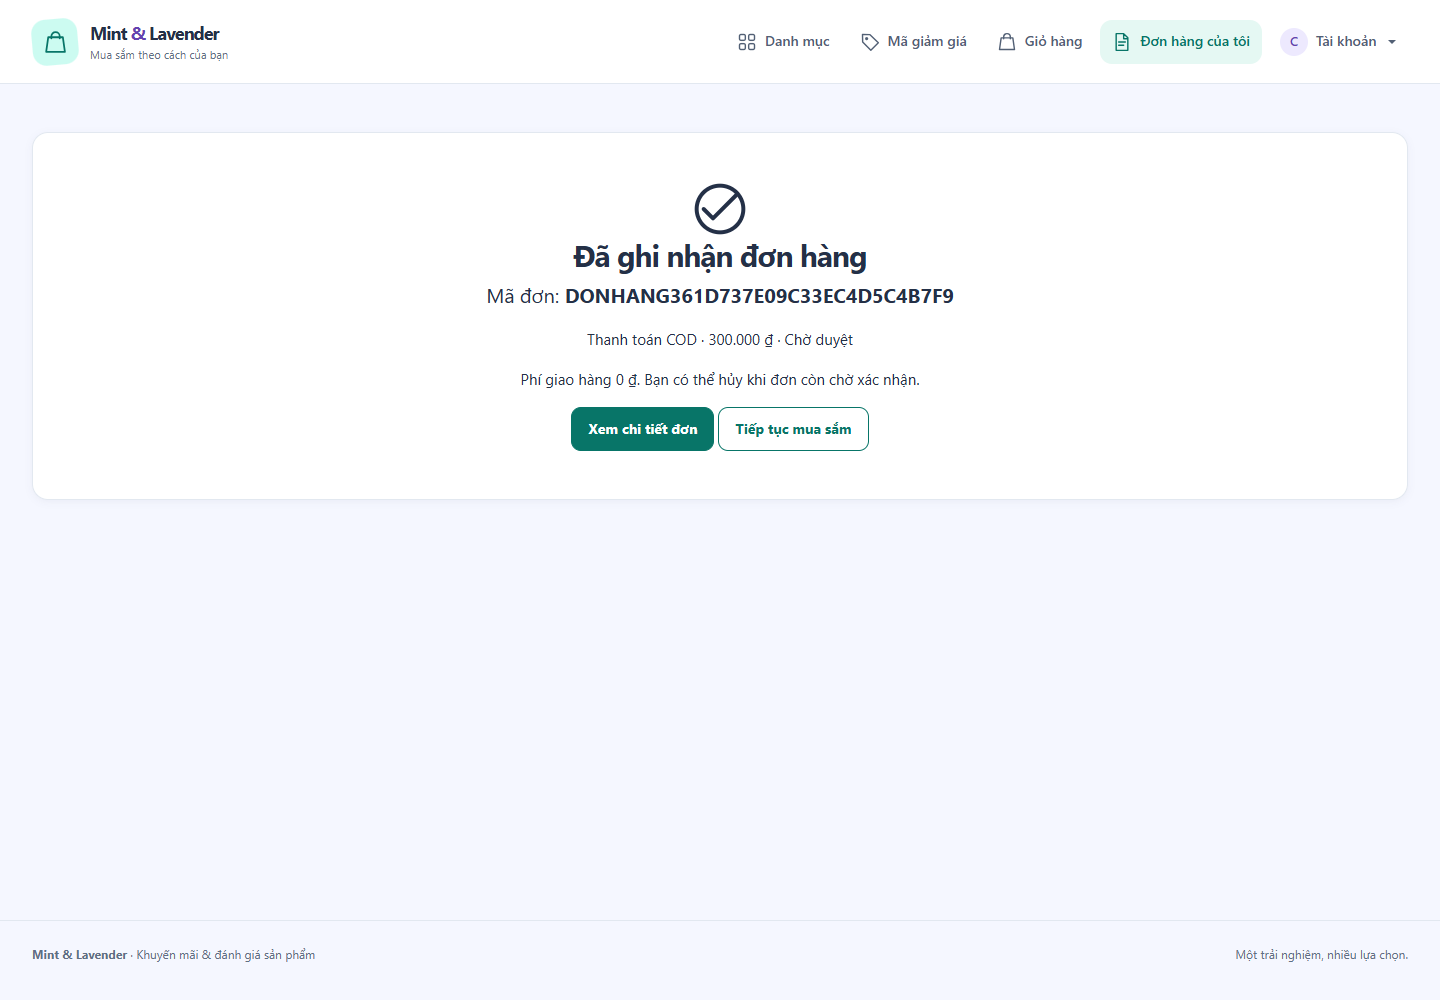 Mint & Lavender
Mua sắm theo cách của bạn
Danh mục
Mã giảm giá
Giỏ hàng
Đơn hàng của tôi
C
Tài khoản
Đã ghi nhận đơn hàng
Mã đơn: DONHANG361D737E09C33EC4D5C4B7F9
Thanh toán COD · 300.000 ₫ · Chờ duyệt
Phí giao hàng 0 ₫. Bạn có thể hủy khi đơn còn chờ xác nhận.
Xem chi tiết đơn
Tiếp tục mua sắm
Mint & Lavender · Khuyến mãi & đánh giá sản phẩm
Một trải nghiệm, nhiều lựa chọn.